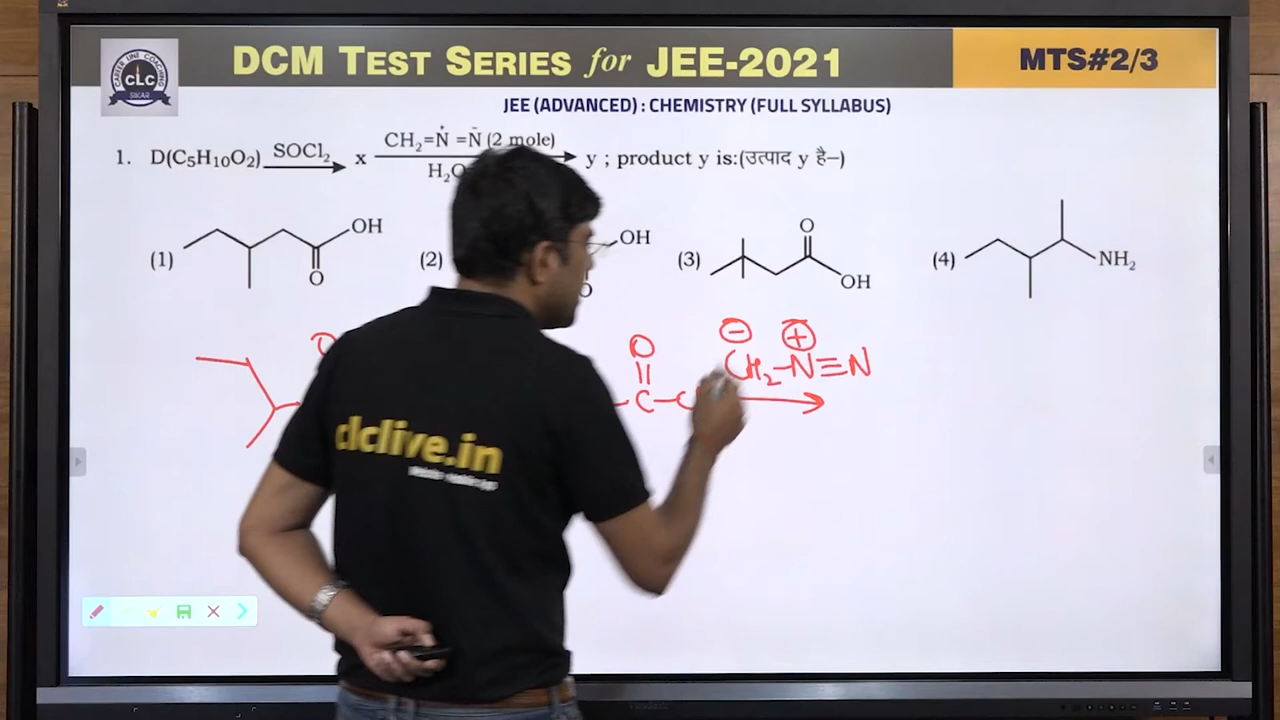 CAREER LINE COACHING
CLC
SIKAR
DCM TEST SERIES for JEE-2021
MTS#2/3
JEE (ADVANCED) : CHEMISTRY (FULL SYLLABUS)
CH₂=N⁺=N⁻ (2 mole)
1. D(C₅H₁₀O₂) SOCl₂ x H₂O y ; product y is:(उत्पाद y है–)
(1) OH O
(2) OH O
(3) O OH
(4) NH₂
O
O
C
⊖ ⊕
CH₂-N≡N
clclive.in